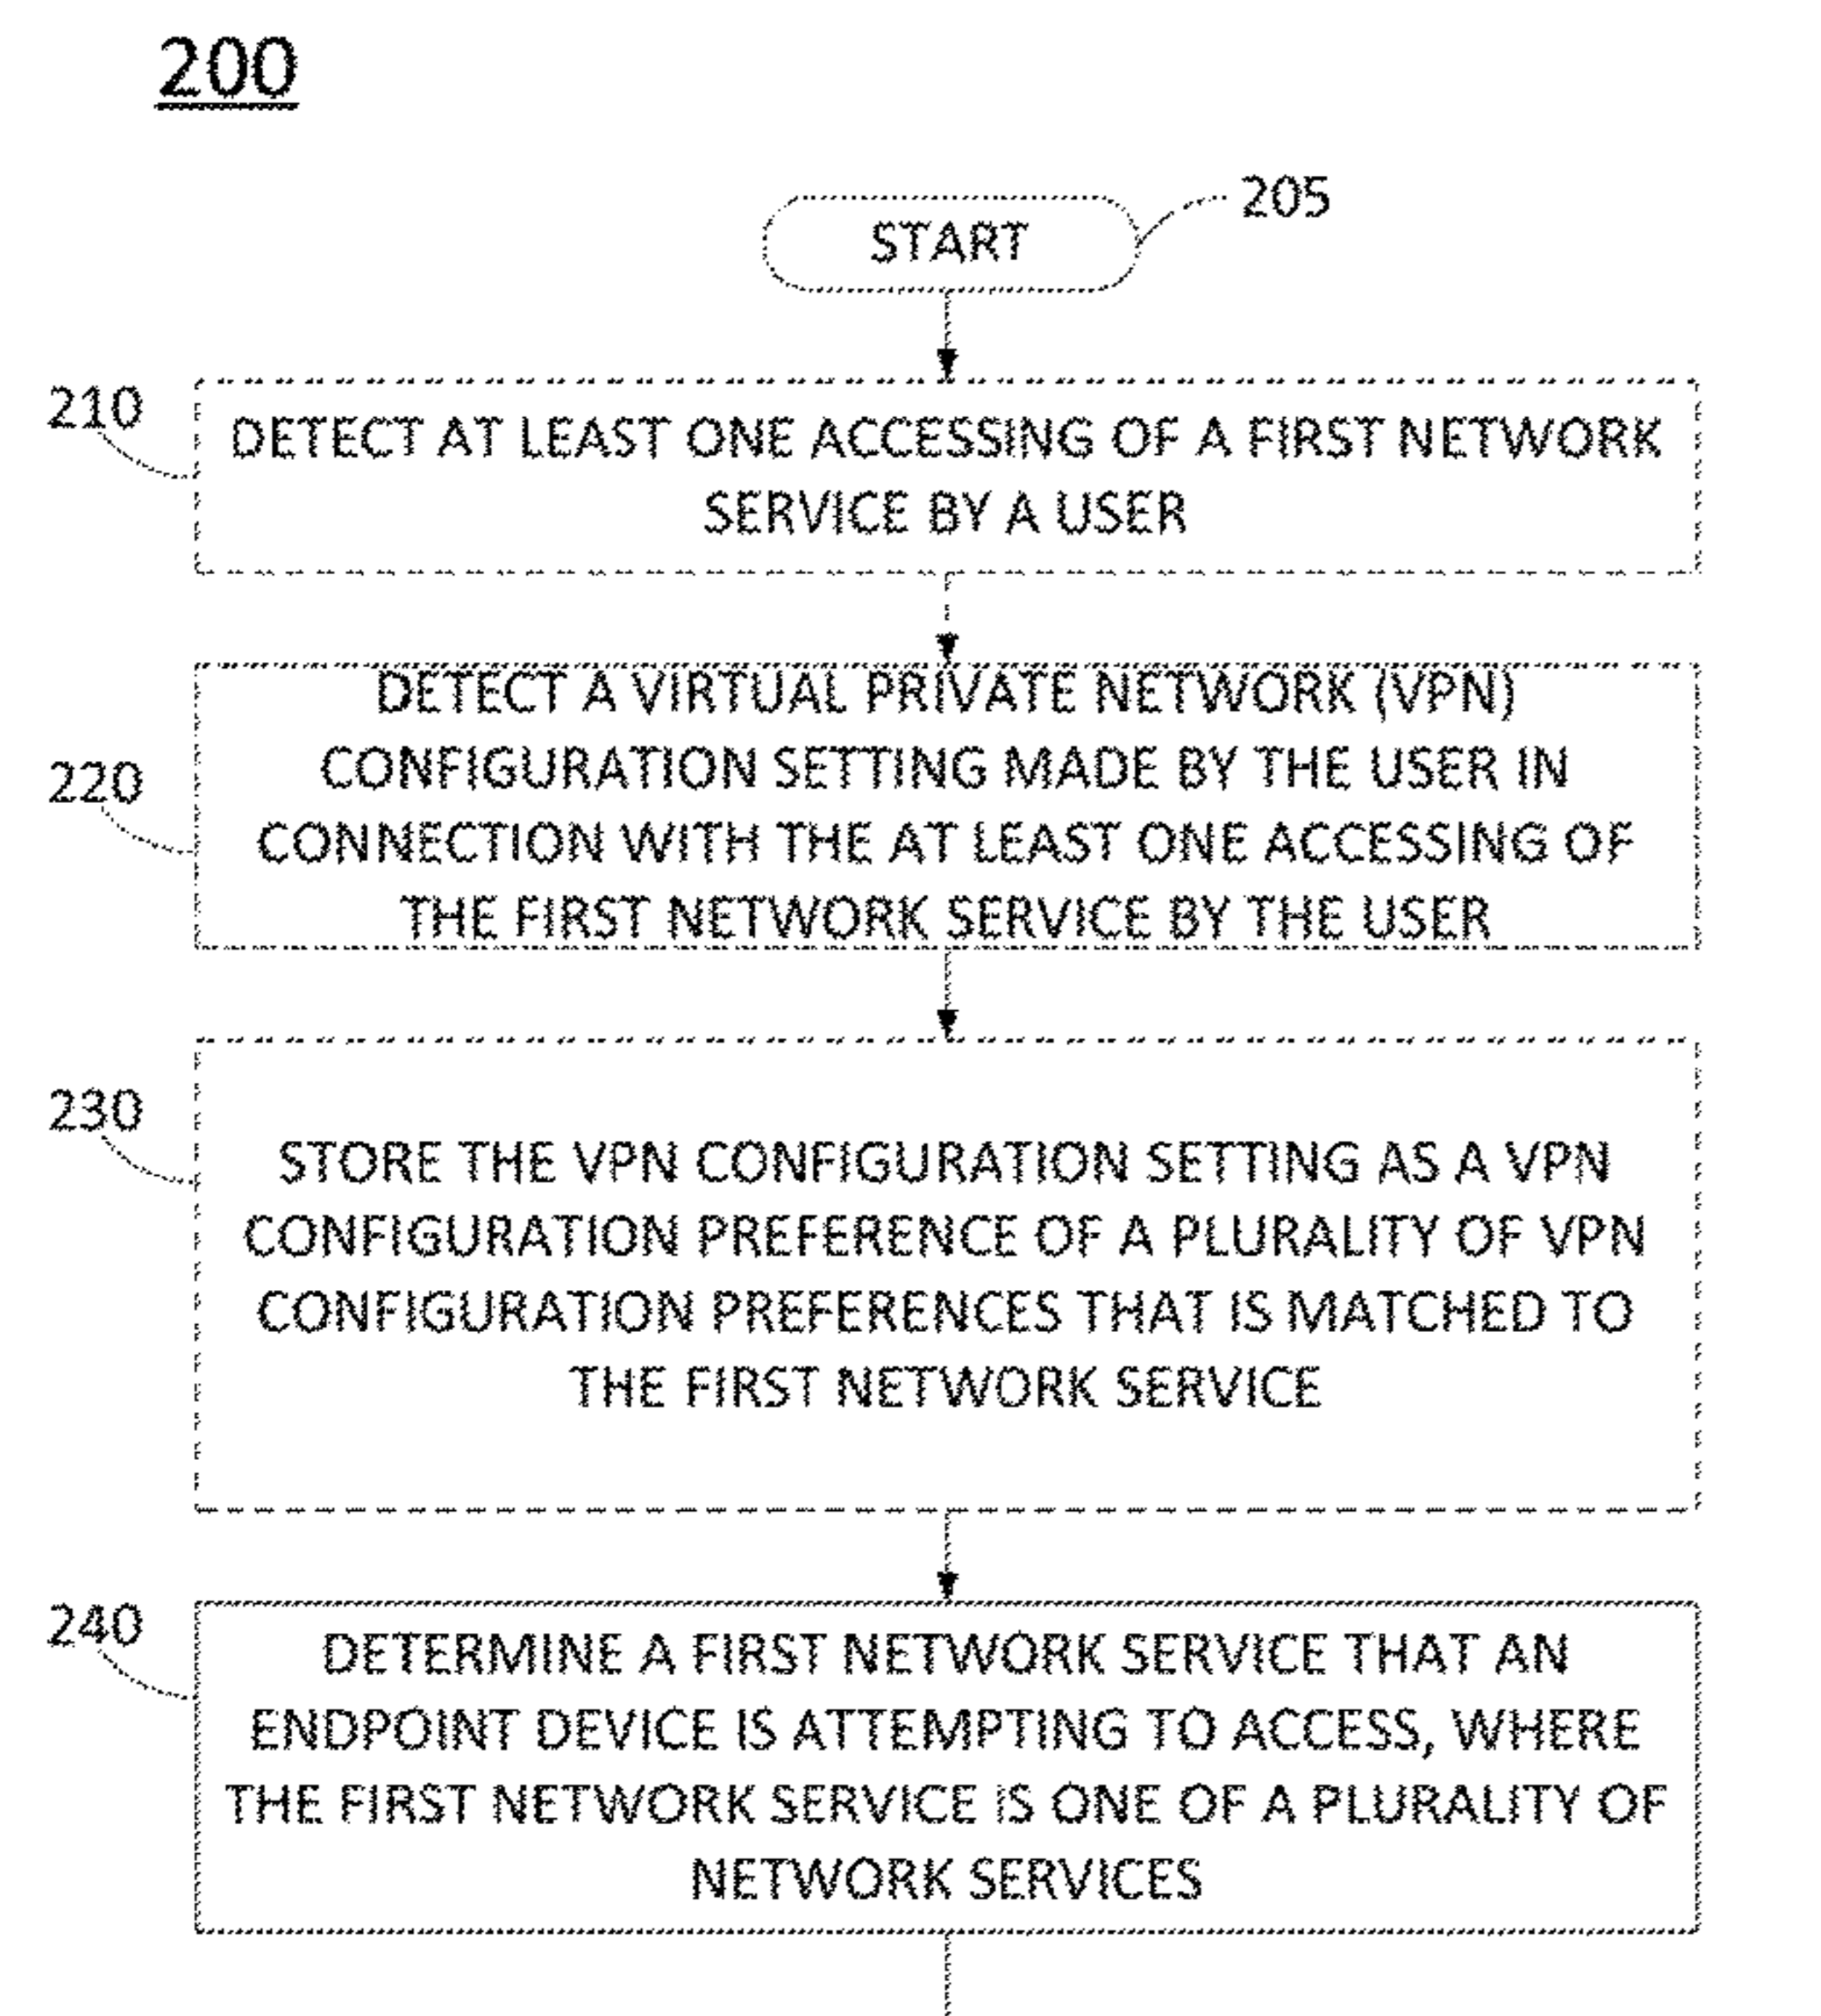 200
START
205
210
DETECT AT LEAST ONE ACCESSING OF A FIRST NETWORK
SERVICE BY A USER
220
DETECT A VIRTUAL PRIVATE NETWORK (VPN)
CONFIGURATION SETTING MADE BY THE USER IN
CONNECTION WITH THE AT LEAST ONE ACCESSING OF
THE FIRST NETWORK SERVICE BY THE USER
230
STORE THE VPN CONFIGURATION SETTING AS A VPN
CONFIGURATION PREFERENCE OF A PLURALITY OF VPN
CONFIGURATION PREFERENCES THAT IS MATCHED TO
THE FIRST NETWORK SERVICE
240
DETERMINE A FIRST NETWORK SERVICE THAT AN
ENDPOINT DEVICE IS ATTEMPTING TO ACCESS, WHERE
THE FIRST NETWORK SERVICE IS ONE OF A PLURALITY OF
NETWORK SERVICES